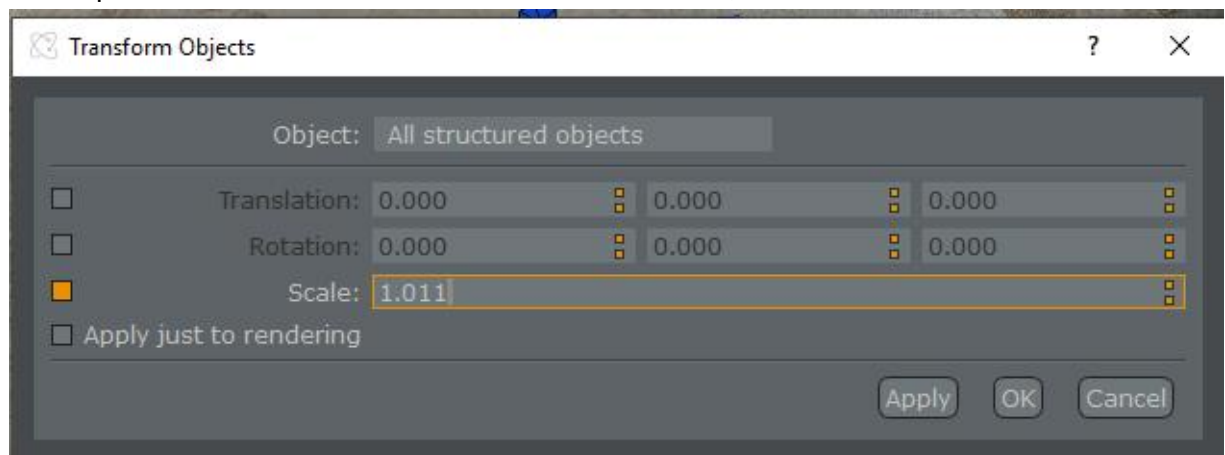 Transform Objects ?
Object: All structured objects
Translation: 0.000 0.000 0.000
Rotation: 0.000 0.000 0.000
Scale: 1.011
Apply just to rendering
Apply OK Cancel